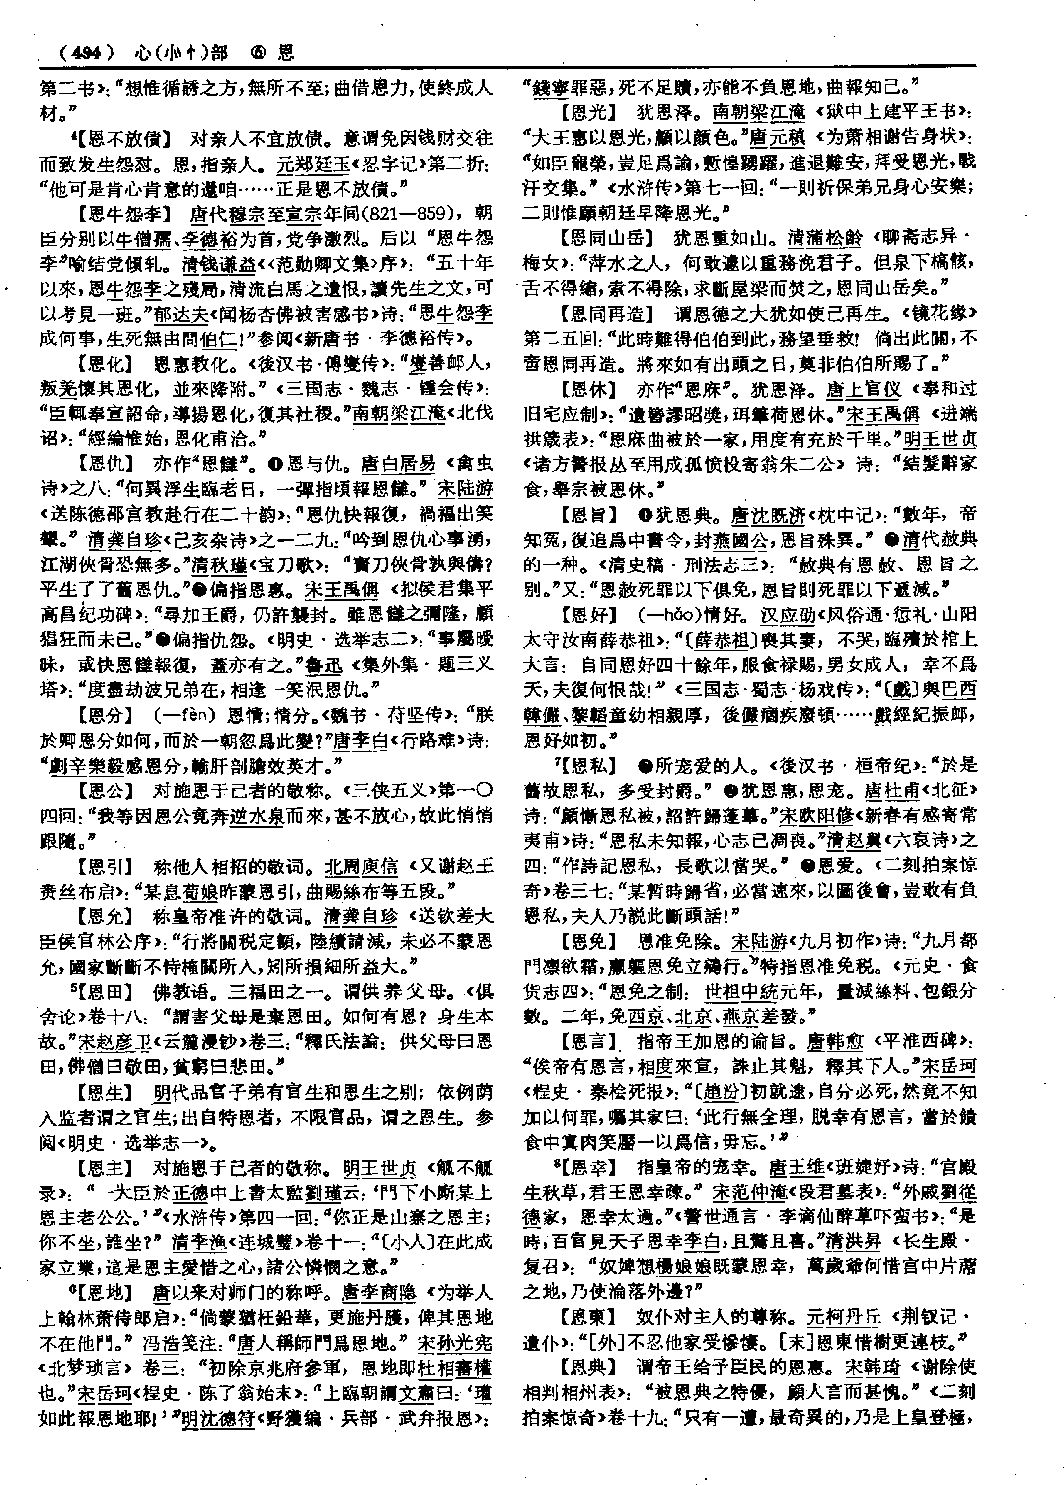 (494) 心(小忄)部 ⑥ 恩
第二书》:“想惟循誘之方,無所不至;曲借恩力,使終成人
材。”
4【恩不放債】 对亲人不宜放债。意谓免因钱财交往
而致发生怨怼。恩,指亲人。元郑廷玉《忍字记》第二折:
“他可是肯心肯意的還咱……正是恩不放債。”
【恩牛怨李】 唐代穆宗至宣宗年间(821—859),朝
臣分别以牛僧孺、李德裕为首,党争激烈。后以“恩牛怨
李”喻结党倾轧。清钱谦益《〈范勋卿文集〉序》:“五十年
以來,恩牛怨李之殘局,清流白馬之遺恨,讀先生之文,可
以考見一班。”郁达夫《闻杨杏佛被害感书》诗:“恩牛怨李
成何事,生死無由問伯仁!”参阅《新唐书·李德裕传》。
【恩化】 恩惠教化。《後汉书·傅燮传》:“燮善邮人,
叛羌懷其恩化,並來降附。”《三国志·魏志·锺会传》:
“臣輒奉宣詔命,導揚恩化,復其社稷。”南朝梁江淹《北伐
诏》:“經綸惟始,恩化甫洽。”
【恩仇】 亦作“恩讎”。❶恩与仇。唐白居易《禽虫
诗》之八:“何異浮生臨老日,一彈指頃報恩讎。”宋陆游
《送陈德邵宫教赴行在二十韵》:“恩仇快報復,禍福出笑
顰。”清龚自珍《己亥杂诗》之一二九:“吟到恩仇心事湧,
江湖俠骨恐無多。”清秋瑾《宝刀歌》:“寶刀俠骨孰與儔?
平生了了舊恩仇。”❷偏指恩惠。宋王禹偁《拟侯君集平
高昌纪功碑》:“尋加王爵,仍許襲封。雖恩讎之彌隆,顧
猖狂而未已。”❸偏指仇怨。《明史·选举志二》:“事屬曖
昧,或快恩讎報復,蓋亦有之。”鲁迅《集外集·题三义
塔》:“度盡劫波兄弟在,相逢一笑泯恩仇。”
【恩分】 (—fèn)恩情;情分。《魏书·苻坚传》:“朕
於卿恩分如何,而於一朝忽爲此變?”唐李白《行路难》诗:
“劇辛樂毅感恩分,輸肝剖膽效英才。”
【恩公】 对施恩于己者的敬称。《三侠五义》第一〇
四回:“我等因恩公竟奔逆水泉而來,甚不放心,故此悄悄
跟隨。”
【恩引】 称他人相招的敬词。北周庾信《又谢赵王
赉丝布启》:“某息荀娘昨蒙恩引,曲賜絲布等五段。”
【恩允】 称皇帝准许的敬词。清龚自珍《送钦差大
臣侯官林公序》:“行將關税定額,陸續請減,未必不蒙恩
允,國家斷斷不恃榷關所入,矧所損細所益大。”
5【恩田】 佛教语。三福田之一。谓供养父母。《俱
舍论》卷十八:“謂害父母是棄恩田。如何有恩?身生本
故。”宋赵彦卫《云麓漫钞》卷三:“釋氏法論:供父母曰恩
田,佛僧曰敬田,貧窮曰悲田。”
【恩生】 明代品官子弟有官生和恩生之别;依例荫
入监者谓之官生;出自特恩者,不限官品,谓之恩生。参
阅《明史·选举志一》。
【恩主】 对施恩于己者的敬称。明王世贞《觚不觚
录》:“一大臣於正德中上書太監劉瑾云:‘門下小厮某上
恩主老公公。’”《水浒传》第四一回:“你正是山寨之恩主;
你不坐,誰坐?”清李渔《连城璧》卷十一:“〔小人〕在此成
家立業,這是恩主愛惜之心,諸公憐憫之意。”
6【恩地】 唐以来对师门的称呼。唐李商隐《为举人
上翰林萧侍郎启》:“倘蒙猶枉鉛華,更施丹雘,俾其恩地
不在他門。”冯浩笺注:“唐人稱師門爲恩地。”宋孙光宪
《北梦琐言》卷三:“初除京兆府參軍,恩地即杜相審權
也。”宋岳珂《桯史·陈了翁始末》:“上臨朝謂文肅曰:‘瓘
如此報恩地耶!’”明沈德符《野獲编·兵部·武弁报恩》:
“錢寧罪惡,死不足贖,亦能不負恩地,曲報知己。”
【恩光】 犹恩泽。南朝梁江淹《狱中上建平王书》:
“大王惠以恩光,顧以顔色。”唐元稹《为萧相谢告身状》:
“如臣寵榮,豈足爲諭,慙惶踴躍,進退難安,拜受恩光,戰
汗交集。”《水浒传》第七一回:“一則祈保弟兄身心安樂;
二則惟願朝廷早降恩光。”
【恩同山岳】 犹恩重如山。清蒲松龄《聊斋志异·
梅女》:“萍水之人,何敢遽以重務浼君子。但泉下槁骸,
舌不得縮,索不得除,求斷屋梁而焚之,恩同山岳矣。”
【恩同再造】 谓恩德之大犹如使己再生。《镜花缘》
第二五回:“此時難得伯伯到此,務望垂救!倘出此關,不
啻恩同再造。將來如有出頭之日,莫非伯伯所賜了。”
【恩休】 亦作“恩庥”。犹恩泽。唐上官仪《奉和过
旧宅应制》:“遺簪謬昭獎,珥筆荷恩休。”宋王禹偁《进端
拱箴表》:“恩庥曲被於一家,用度有充於千里。”明王世贞
《诸方警报丛至用成孤愤投寄翁朱二公》诗:“結髮辭家
食,舉宗被恩休。”
【恩旨】 ❶犹恩典。唐沈既济《枕中记》:“數年,帝
知冤,復追爲中書令,封燕國公,恩旨殊異。”❷清代赦典
的一种。《清史稿·刑法志三》:“赦典有恩赦、恩旨之
别。”又:“恩赦死罪以下俱免,恩旨則死罪以下遞減。”
【恩好】 (—hǎo)情好。汉应劭《风俗通·愆礼·山阳
太守汝南薛恭祖》:“〔薛恭祖〕喪其妻,不哭,臨殯於棺上
大言:自同恩好四十餘年,服食禄賜,男女成人,幸不爲
夭,夫復何恨哉!”《三国志·蜀志·杨戏传》:“〔戲〕與巴西
韓儼、黎韜童幼相親厚,後儼痼疾廢頓……戲經紀振卹,
恩好如初。”
7【恩私】 ❶所宠爱的人。《後汉书·桓帝纪》:“於是
舊故恩私,多受封爵。”❷犹恩惠,恩宠。唐杜甫《北征》
诗:“顧慚恩私被,詔許歸蓬蓽。”宋欧阳修《新春有感寄常
夷甫》诗:“恩私未知報,心志已凋喪。”清赵翼《六哀诗》之
四:“作詩記恩私,長歌以當哭。”❸恩爱。《二刻拍案惊
奇》卷三七:“某暫時歸省,必當速來,以圖後會,豈敢有負
恩私,夫人乃説此斷頭話!”
【恩免】 恩准免除。宋陆游《九月初作》诗:“九月都
門凛欲霜,羸軀恩免立鵷行。”特指恩准免税。《元史·食
货志四》:“恩免之制:世祖中統元年,量減絲料、包銀分
數。二年,免西京、北京、燕京差發。”
【恩言】 指帝王加恩的谕旨。唐韩愈《平淮西碑》:
“俟帝有恩言,相度來宣,誅止其魁,釋其下人。”宋岳珂
《桯史·秦桧死报》:“〔趙汾〕初就逮,自分必死,然竟不知
加以何罪,囑其家曰:‘此行無全理,脱幸有恩言,當於饋
食中寘肉笑靨一以爲信,毋忘。’”
8【恩幸】 指皇帝的宠幸。唐王维《班婕妤》诗:“宫殿
生秋草,君王恩幸疎。”宋范仲淹《段君墓表》:“外戚劉從
德家,恩幸太過。”《警世通言·李谪仙醉草吓蛮书》:“是
時,百官見天子恩幸李白,且驚且喜。”清洪昇《长生殿·
复召》:“奴婢想楊娘娘既蒙恩幸,萬歲爺何惜宫中片席
之地,乃使淪落外邊?”
【恩東】 奴仆对主人的尊称。元柯丹丘《荆钗记·
遣仆》:“[外]不忍他家受慘悽。[末]恩東惜樹更連枝。”
【恩典】 谓帝王给予臣民的恩惠。宋韩琦《谢除使
相判相州表》:“被恩典之特優,顧人言而甚愧。”《二刻
拍案惊奇》卷十九:“只有一遭,最奇異的,乃是上皇登極,